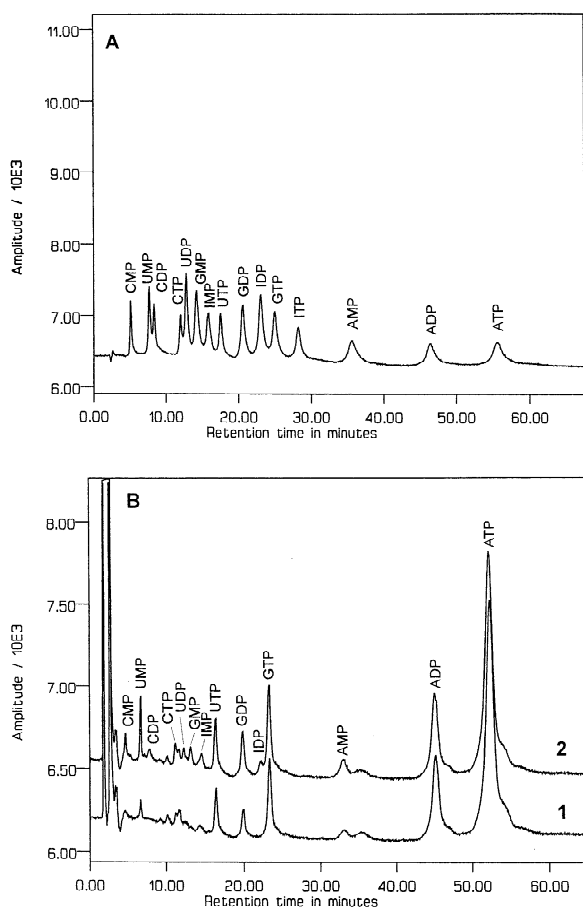 A
Amplitude / 10E3
11.00
10.00
9.00
8.00
7.00
6.00
CMP
UMP
CDP
CTP
UDP
GMP
IMP
UTP
GDP
IDP
GTP
ITP
AMP
ADP
ATP
0.00 10.00 20.00 30.00 40.00 50.00 60.00
Retention time in minutes
B
Amplitude / 10E3
8.00
7.50
7.00
6.50
6.00
CMP
UMP
CDP
CTP
UDP
GMP
IMP
UTP
GDP
IDP
GTP
AMP
ADP
ATP
2
1
0.00 10.00 20.00 30.00 40.00 50.00 60.00
Retention time in minutes